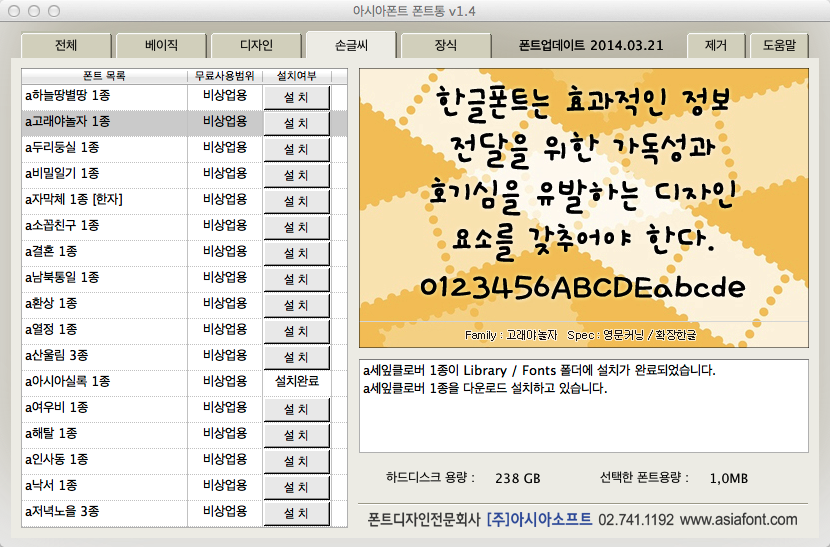 아시아폰트 폰트통 v1.4
전체 베이직 디자인 손글씨 장식 폰트업데이트 2014.03.21 제거 도움말
폰트 목록 무료사용범위 설치여부
a하늘땅별땅 1종 비상업용 설 치
a고래야놀자 1종 비상업용 설 치
a두리둥실 1종 비상업용 설 치
a비밀일기 1종 비상업용 설 치
a자막체 1종 [한자] 비상업용 설 치
a소꼽친구 1종 비상업용 설 치
a결혼 1종 비상업용 설 치
a남북통일 1종 비상업용 설 치
a환상 1종 비상업용 설 치
a열정 1종 비상업용 설 치
a산울림 3종 비상업용 설 치
a아시아실록 1종 비상업용 설치완료
a여우비 1종 비상업용 설 치
a해탈 1종 비상업용 설 치
a인사동 1종 비상업용 설 치
a낙서 1종 비상업용 설 치
a저녁노을 3종 비상업용 설 치
한글폰트는 효과적인 정보
전달을 위한 가독성과
호기심을 유발하는 디자인
요소를 갖추어야 한다.
0123456ABCDEabcde
Family : 고래야놀자 Spec : 영문커닝 / 확장한글
a세잎클로버 1종이 Library / Fonts 폴더에 설치가 완료되었습니다.
a세잎클로버 1종을 다운로드 설치하고 있습니다.
하드디스크 용량 : 238 GB 선택한 폰트용량 : 1,0MB
폰트디자인전문회사 [주]아시아소프트 02.741.1192 www.asiafont.com